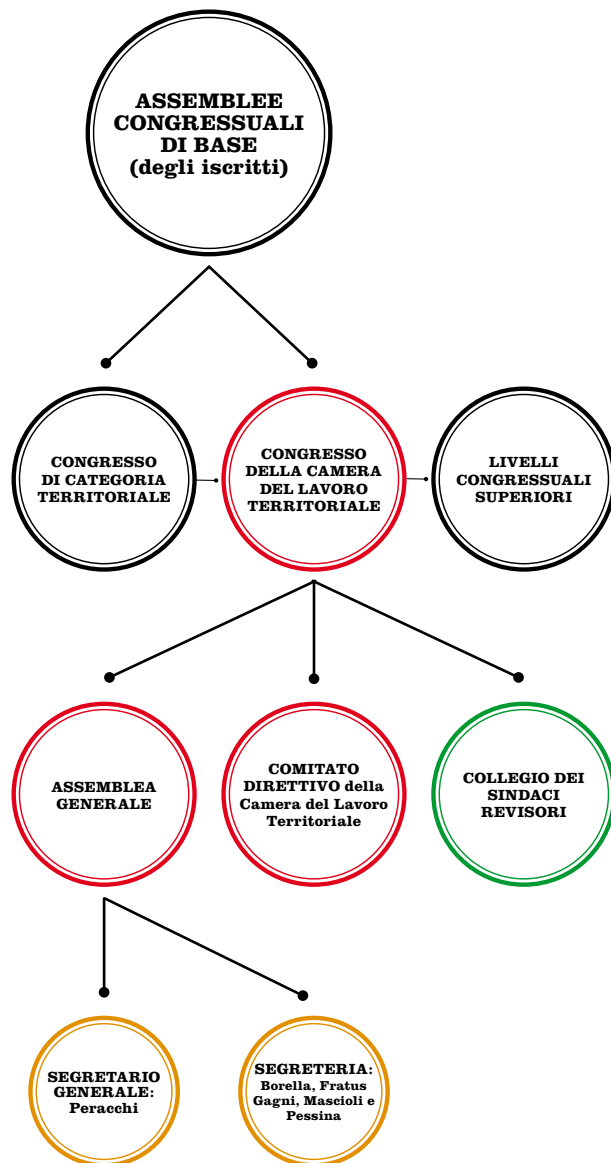 ASSEMBLEE
CONGRESSUALI
DI BASE
(degli iscritti)
CONGRESSO
DI CATEGORIA
TERRITORIALE
CONGRESSO
DELLA CAMERA
DEL LAVORO
TERRITORIALE
LIVELLI
CONGRESSUALI
SUPERIORI
ASSEMBLEA
GENERALE
COMITATO
DIRETTIVO della
Camera del Lavoro
Territoriale
COLLEGIO DEI
SINDACI
REVISORI
SEGRETARIO
GENERALE:
Peracchi
SEGRETERIA:
Borella, Fratus
Gagni, Mascioli e
Pessina